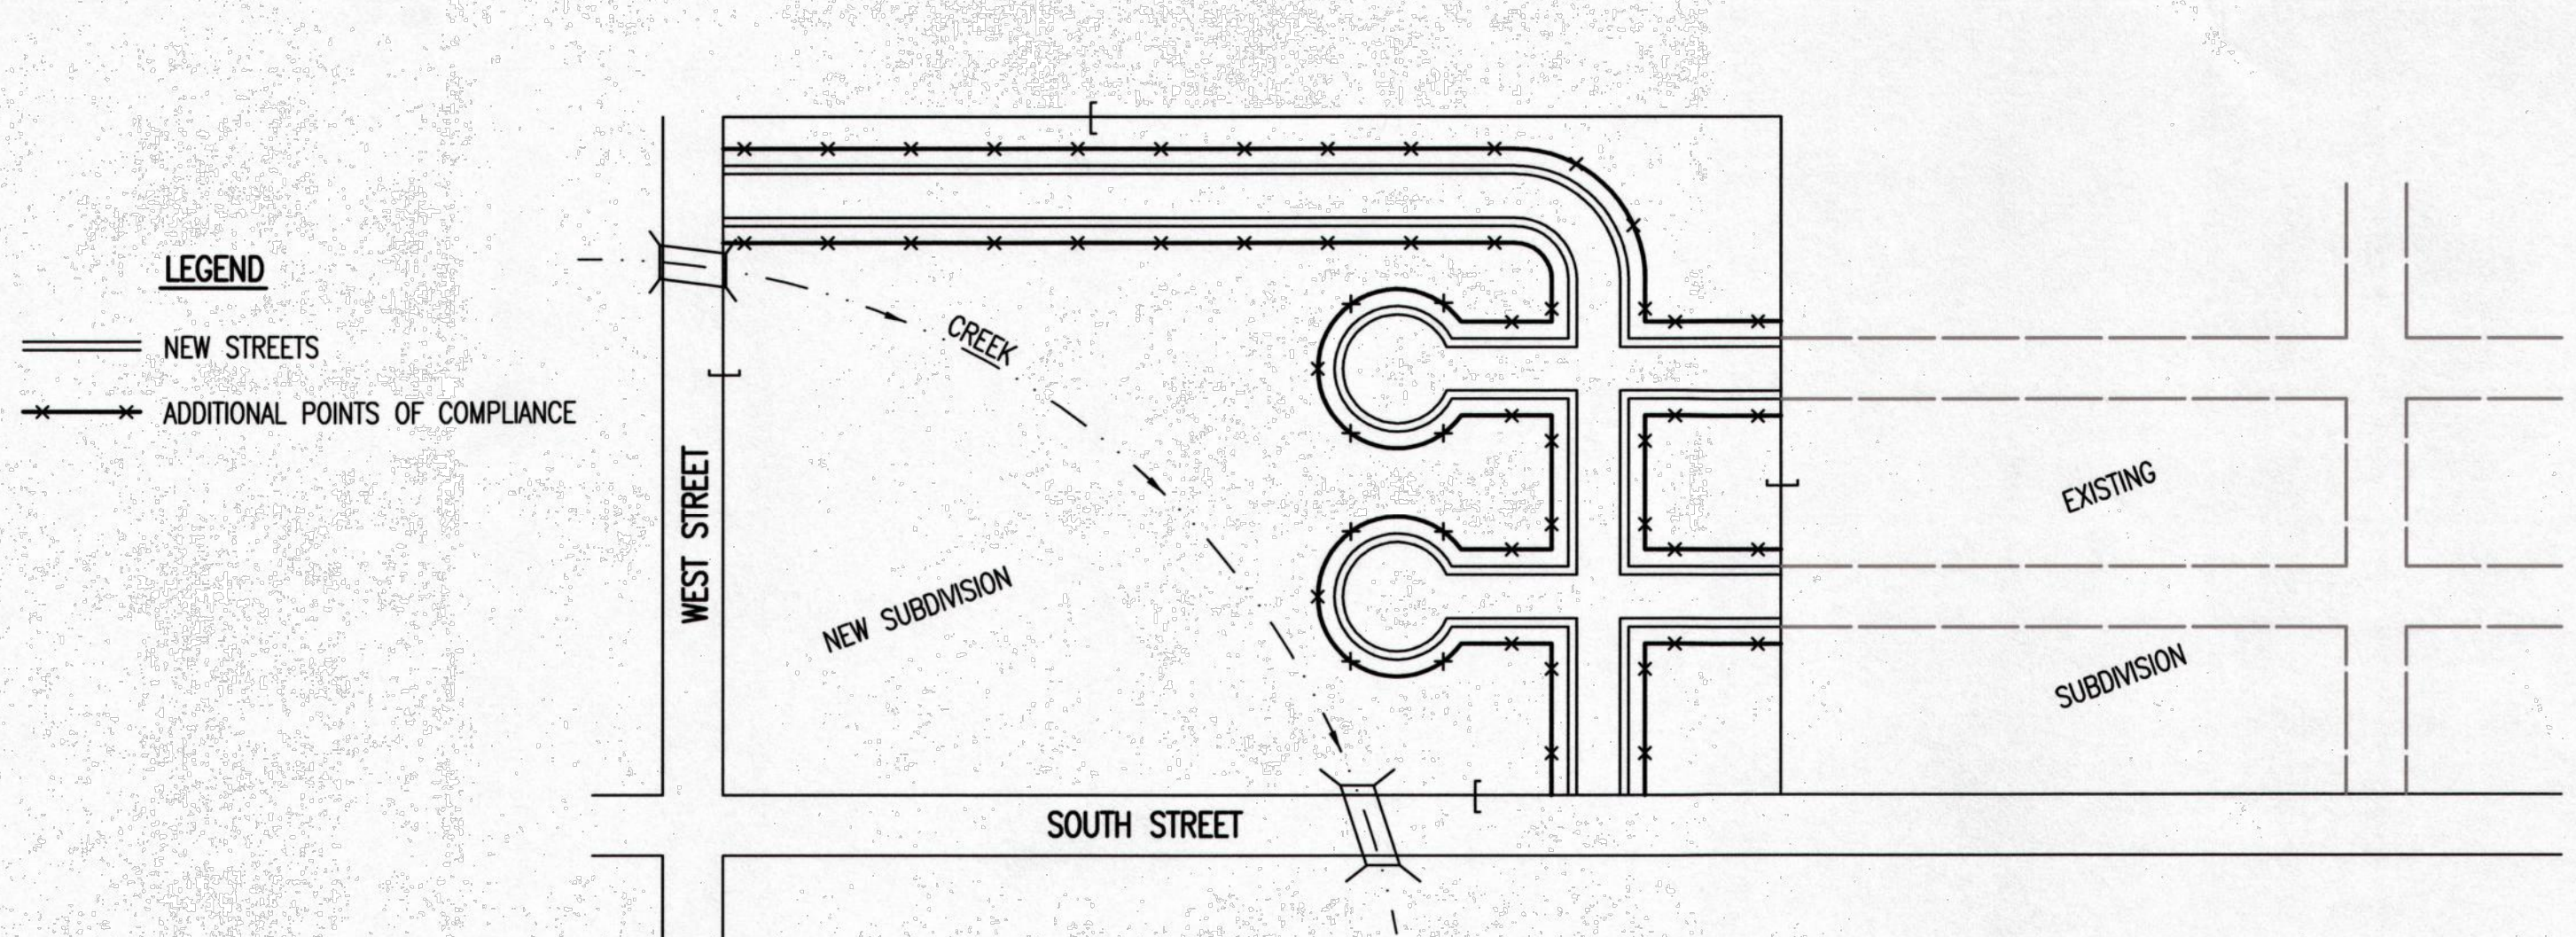 LEGEND
NEW STREETS
ADDITIONAL POINTS OF COMPLIANCE
WEST STREET
CREEK
NEW SUBDIVISION
SOUTH STREET
EXISTING
SUBDIVISION